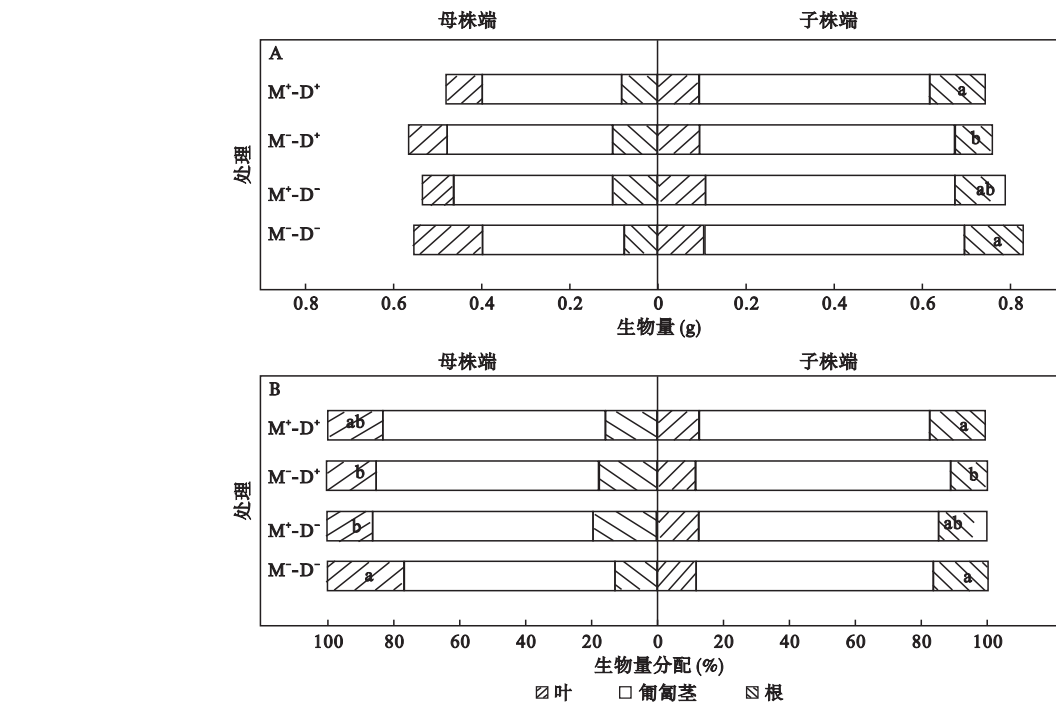 母株端 子株端
A
M⁺-D⁺ a
M⁻-D⁺ b
M⁺-D⁻ ab
M⁻-D⁻ a
处理
0.8 0.6 0.4 0.2 0 0.2 0.4 0.6 0.8
生物量 (g)
母株端 子株端
B
M⁺-D⁺ ab a
M⁻-D⁺ b b
M⁺-D⁻ b ab
M⁻-D⁻ a a
处理
100 80 60 40 20 0 20 40 60 80 100
生物量分配 (%)
叶 匍匐茎 根